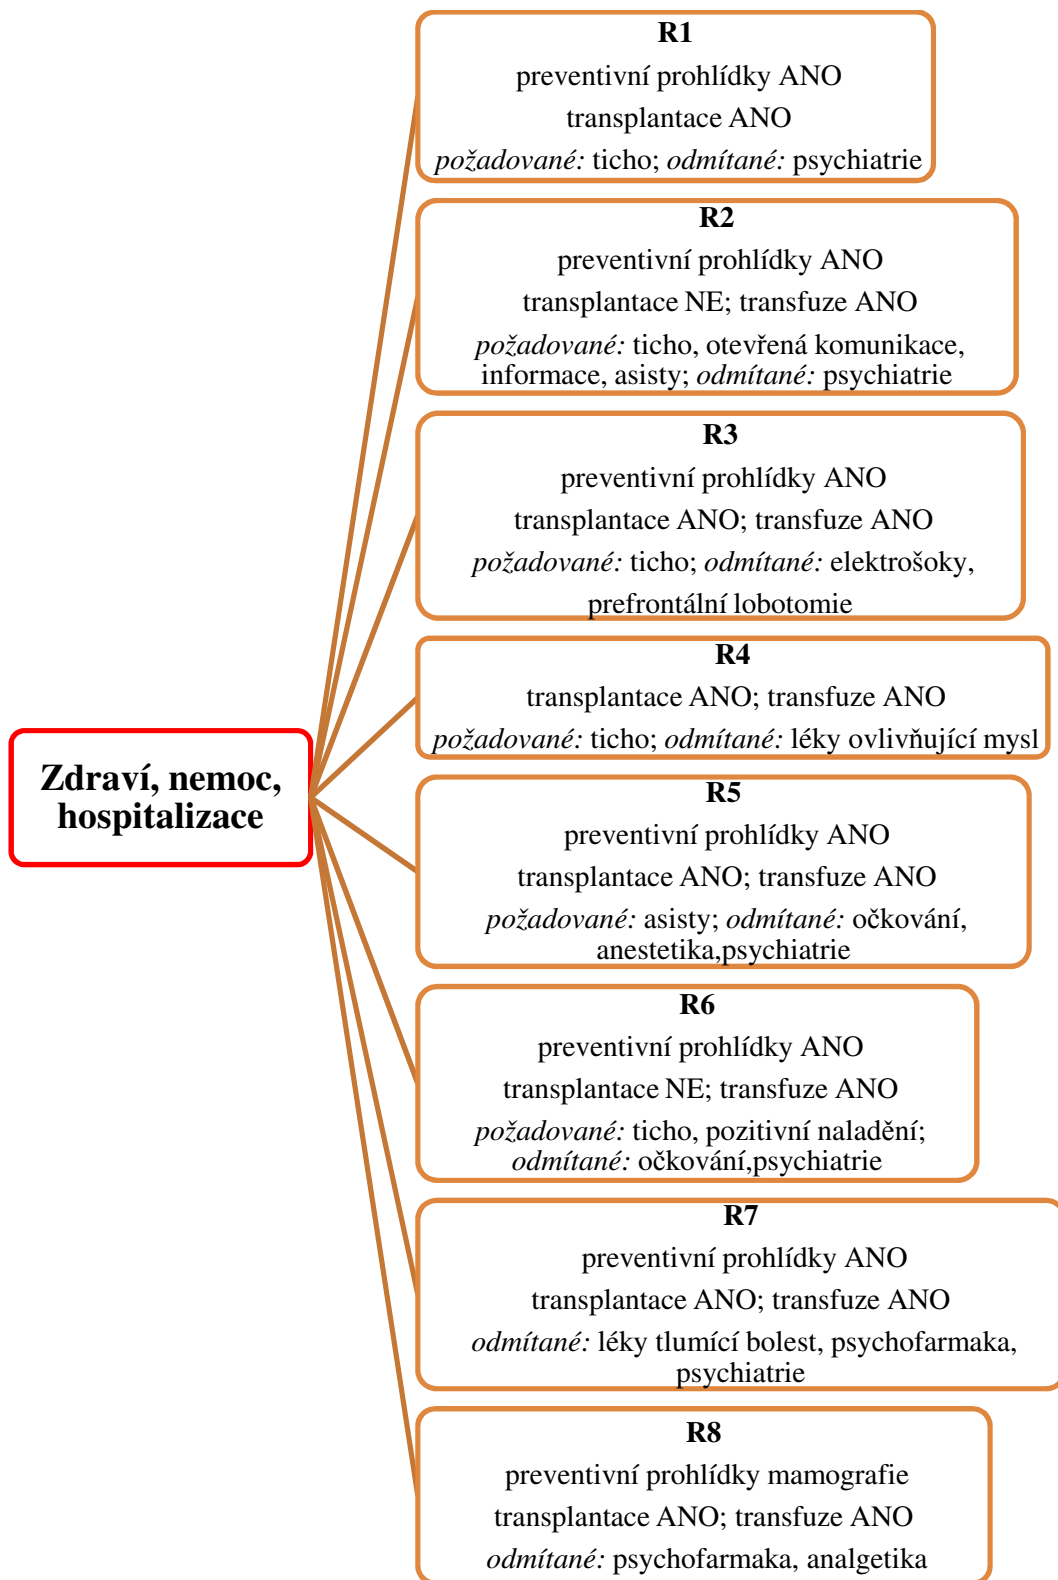 R1
preventivní prohlídky ANO
transplantace ANO
požadované: ticho; odmítané: psychiatrie
R2
preventivní prohlídky ANO
transplantace NE; transfuze ANO
požadované: ticho, otevřená komunikace,
informace, asisty; odmítané: psychiatrie
R3
preventivní prohlídky ANO
transplantace ANO; transfuze ANO
požadované: ticho; odmítané: elektrošoky,
prefrontální lobotomie
R4
transplantace ANO; transfuze ANO
požadované: ticho; odmítané: léky ovlivňující mysl
Zdraví, nemoc,
hospitalizace
R5
preventivní prohlídky ANO
transplantace ANO; transfuze ANO
požadované: asisty; odmítané: očkování,
anestetika,psychiatrie
R6
preventivní prohlídky ANO
transplantace NE; transfuze ANO
požadované: ticho, pozitivní naladění;
odmítané: očkování,psychiatrie
R7
preventivní prohlídky ANO
transplantace ANO; transfuze ANO
odmítané: léky tlumící bolest, psychofarmaka,
psychiatrie
R8
preventivní prohlídky mamografie
transplantace ANO; transfuze ANO
odmítané: psychofarmaka, analgetika